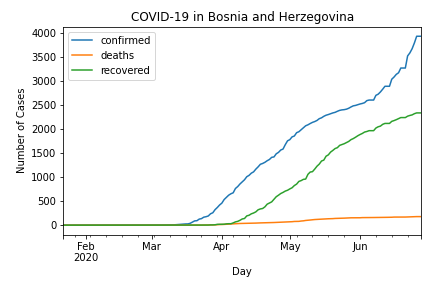 COVID-19 in Bosnia and Herzegovina
confirmed
deaths
recovered
4000
3500
3000
2500
2000
1500
1000
500
0
Number of Cases
Feb
2020
Mar
Apr
May
Jun
Day